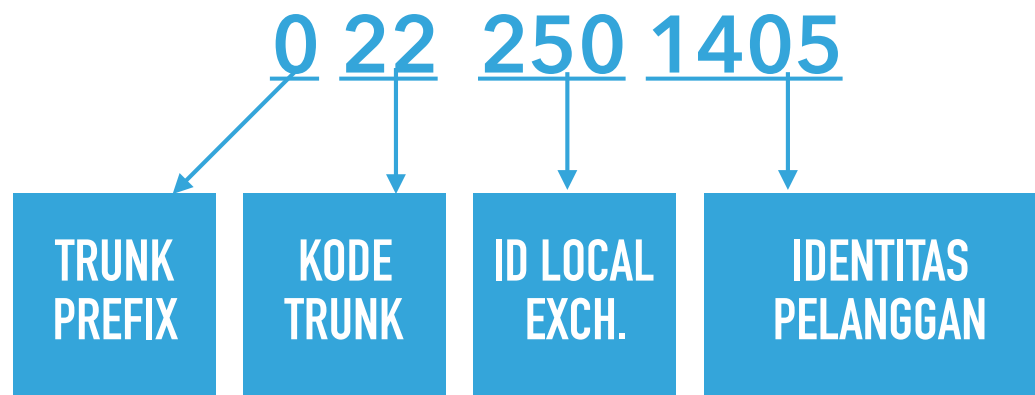 0 22 250 1405
TRUNK
PREFIX
KODE
TRUNK
ID LOCAL
EXCH.
IDENTITAS
PELANGGAN